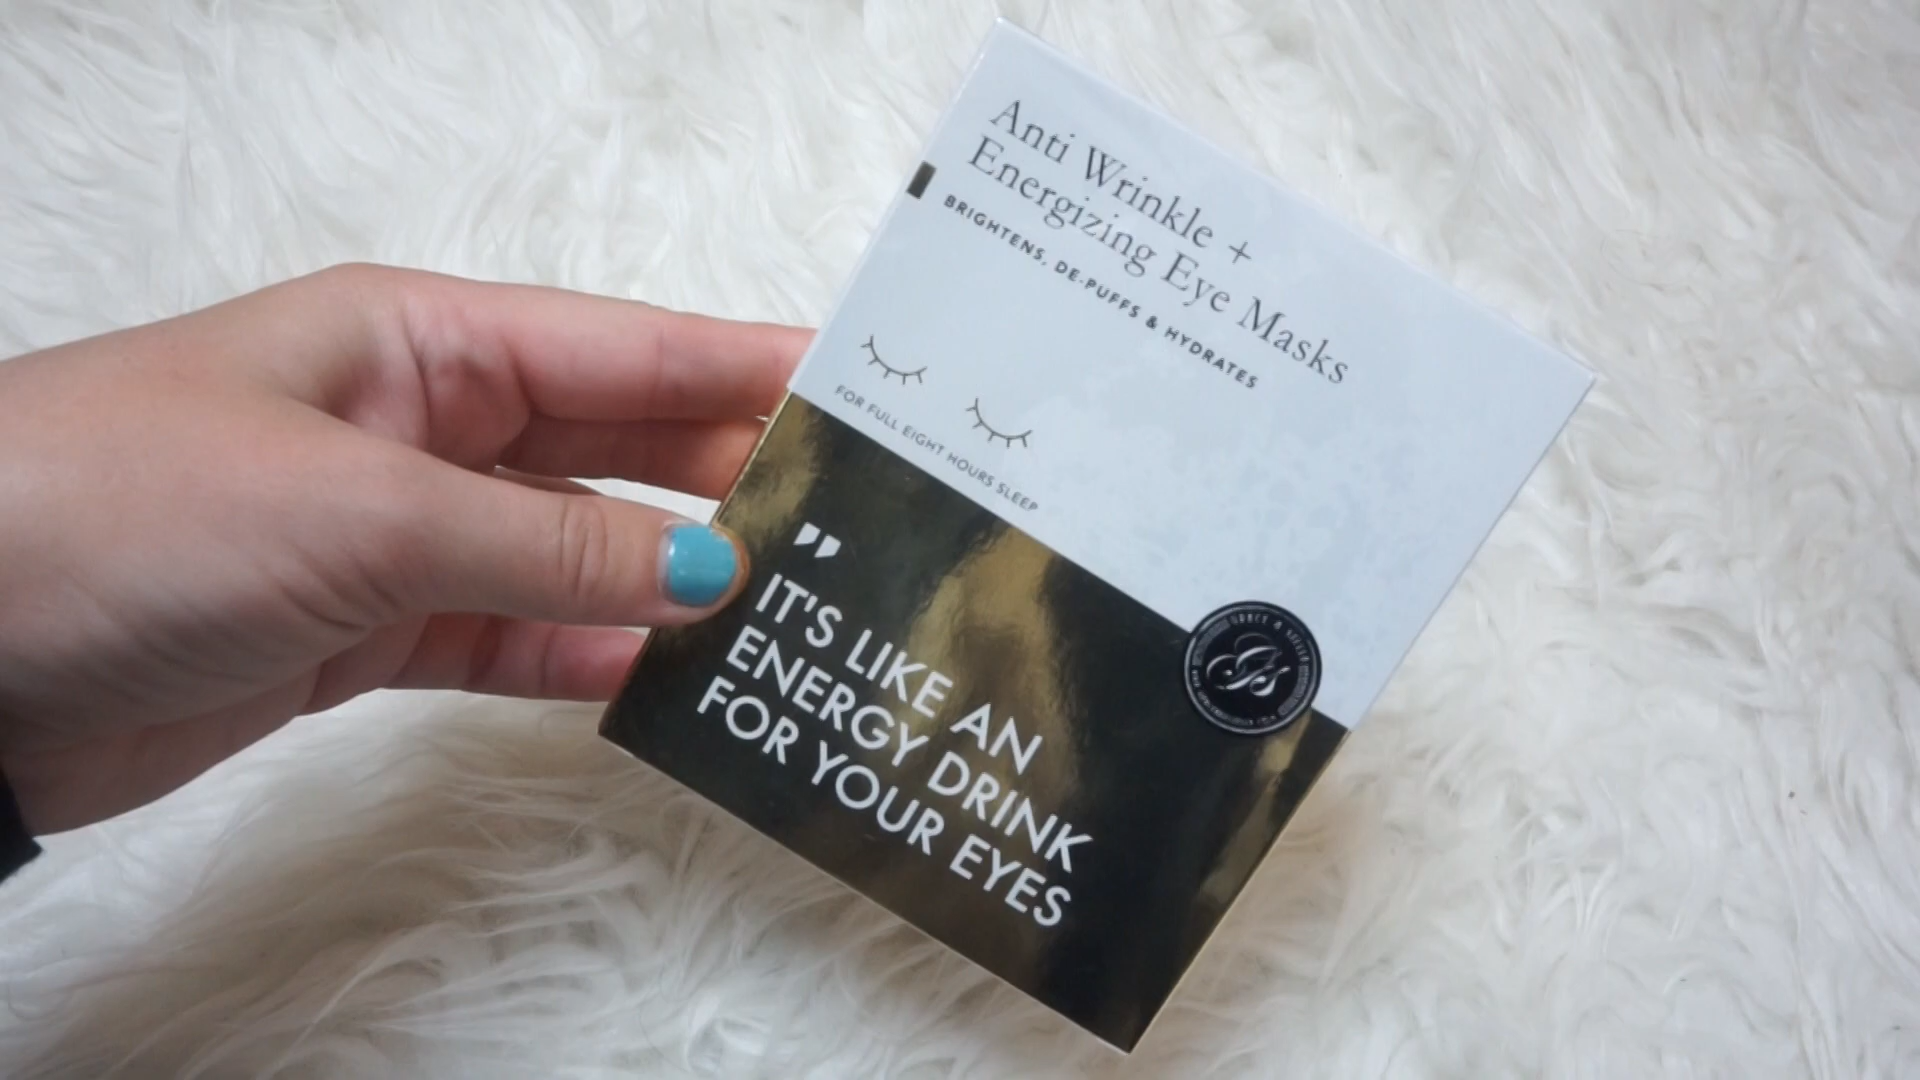 Anti Wrinkle +
Energizing Eye Masks
BRIGHTENS, DE-PUFFS & HYDRATES
FOR FULL EIGHT HOURS SLEEP
”
IT'S LIKE AN
ENERGY DRINK
FOR YOUR EYES